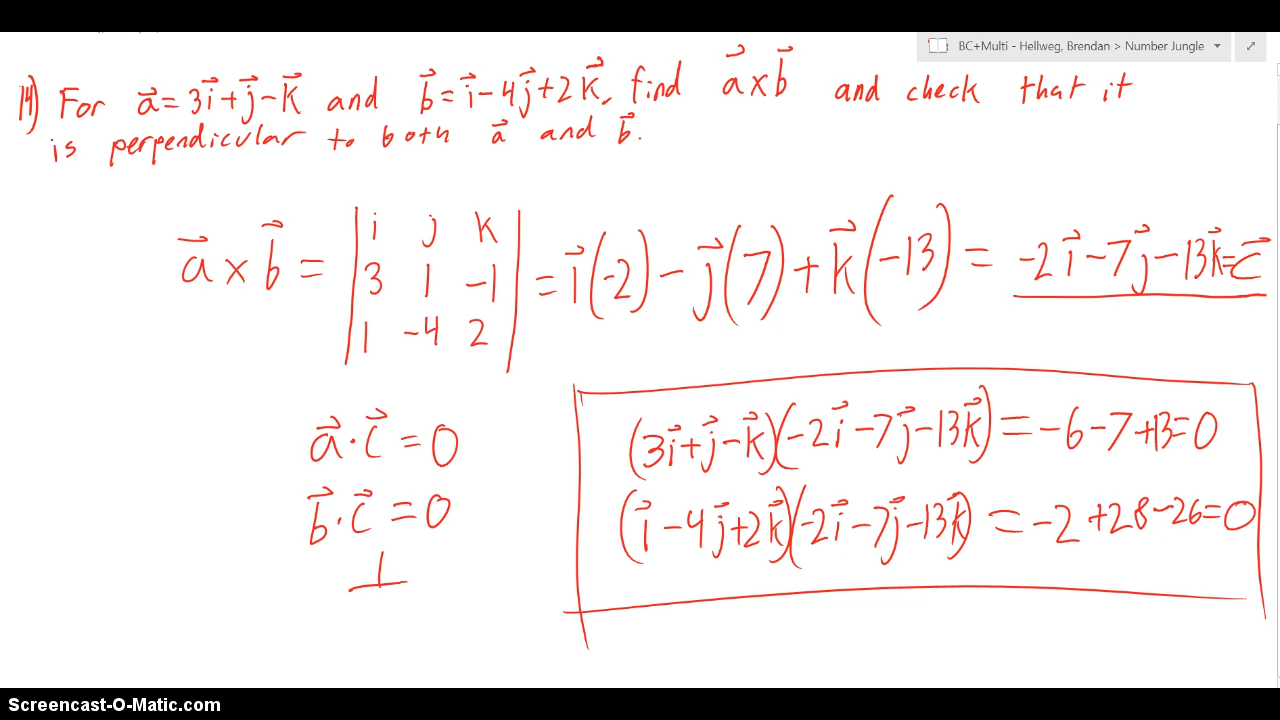 BC+Multi - Hellweg, Brendan > Number Jungle
14) For a⃗ = 3i⃗ + j⃗ - k⃗ and b⃗ = i⃗ - 4j⃗ + 2k⃗, find a⃗ x b⃗ and check that it
is perpendicular to both a⃗ and b⃗.
a⃗ x b⃗ = | i j k |
| 3 1 -1 | = i⃗(-2) - j⃗(7) + k⃗(-13) = -2i⃗ - 7j⃗ - 13k⃗ = c⃗
| 1 -4 2 |
a⃗ · c⃗ = 0
(3i⃗ + j⃗ - k⃗)(-2i⃗ - 7j⃗ - 13k⃗) = -6 - 7 + 13 = 0
b⃗ · c⃗ = 0
(i⃗ - 4j⃗ + 2k⃗)(-2i⃗ - 7j⃗ - 13k⃗) = -2 + 28 - 26 = 0
⊥
Screencast-O-Matic.com